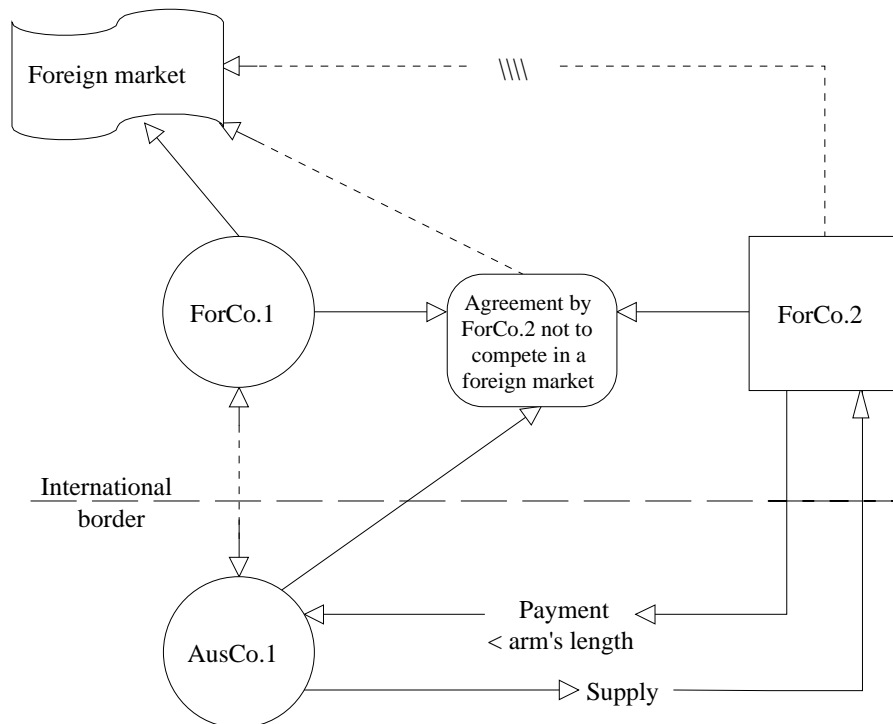 Foreign market
ForCo.1
Agreement by
ForCo.2 not to
compete in a
foreign market
ForCo.2
International
border
Payment
< arm's length
AusCo.1
Supply